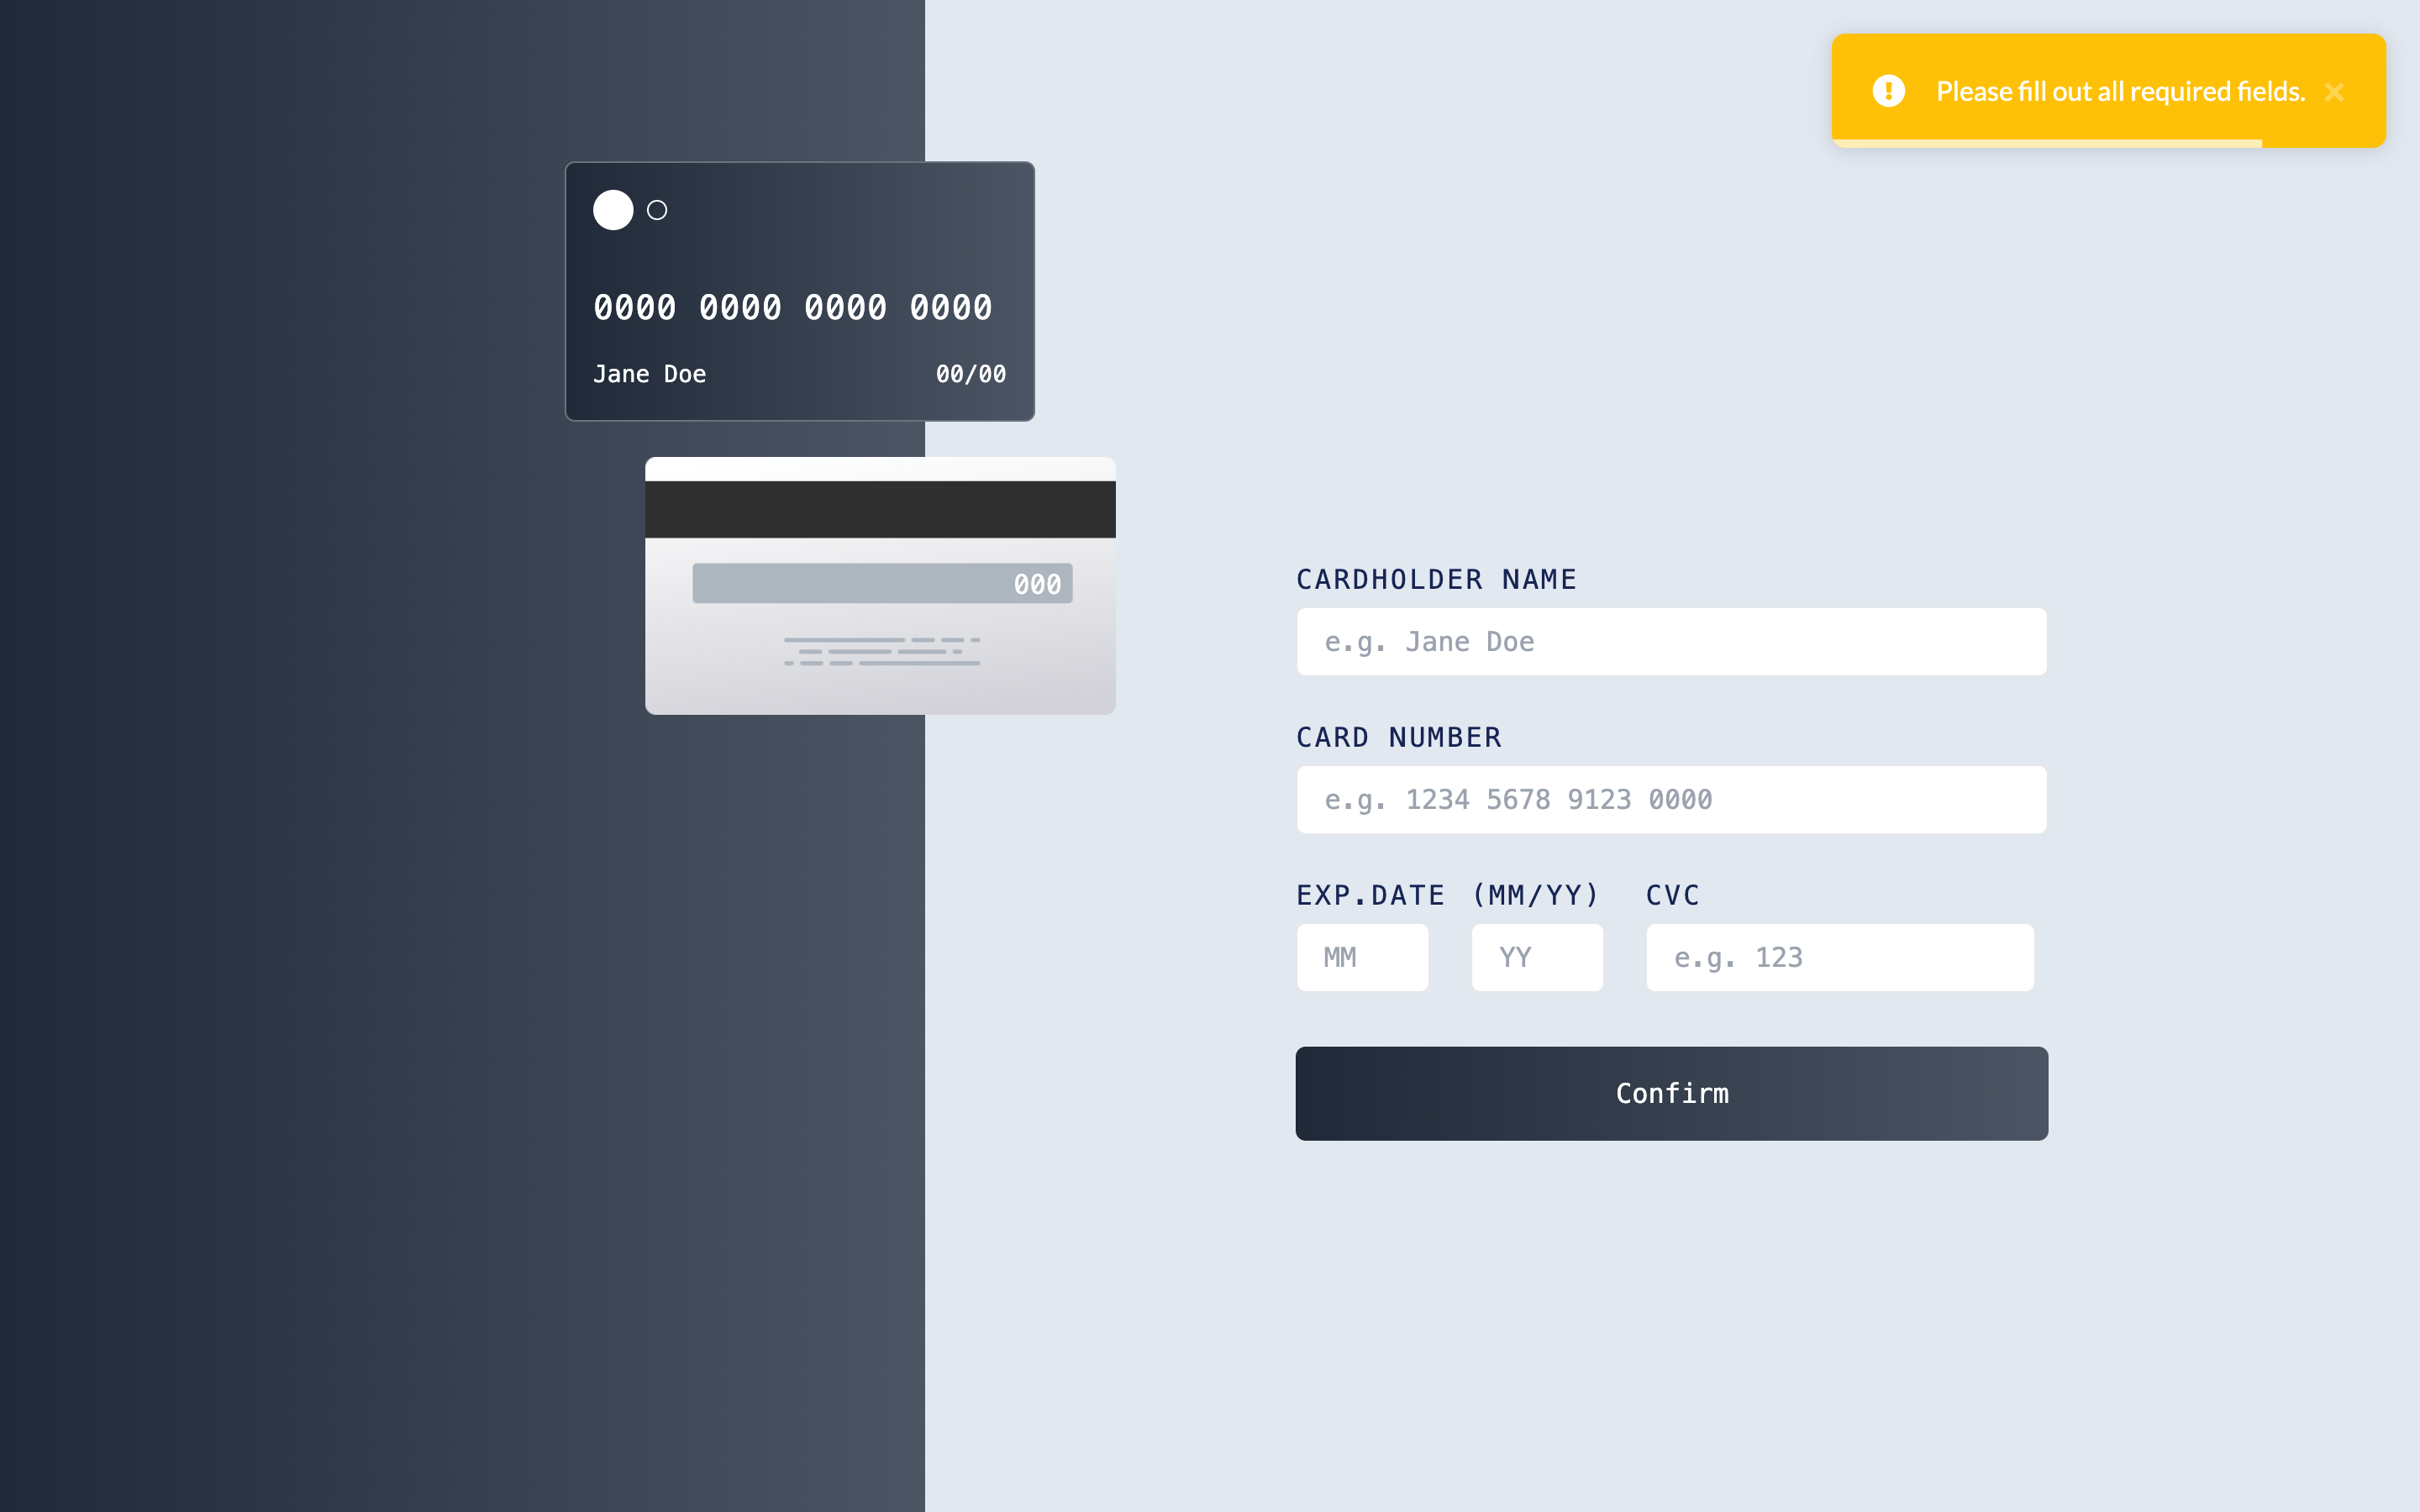 Please fill out all required fields.
0000 0000 0000 0000
Jane Doe 00/00
000
CARDHOLDER NAME
e.g. Jane Doe
CARD NUMBER
e.g. 1234 5678 9123 0000
EXP.DATE (MM/YY) CVC
MM YY e.g. 123
Confirm